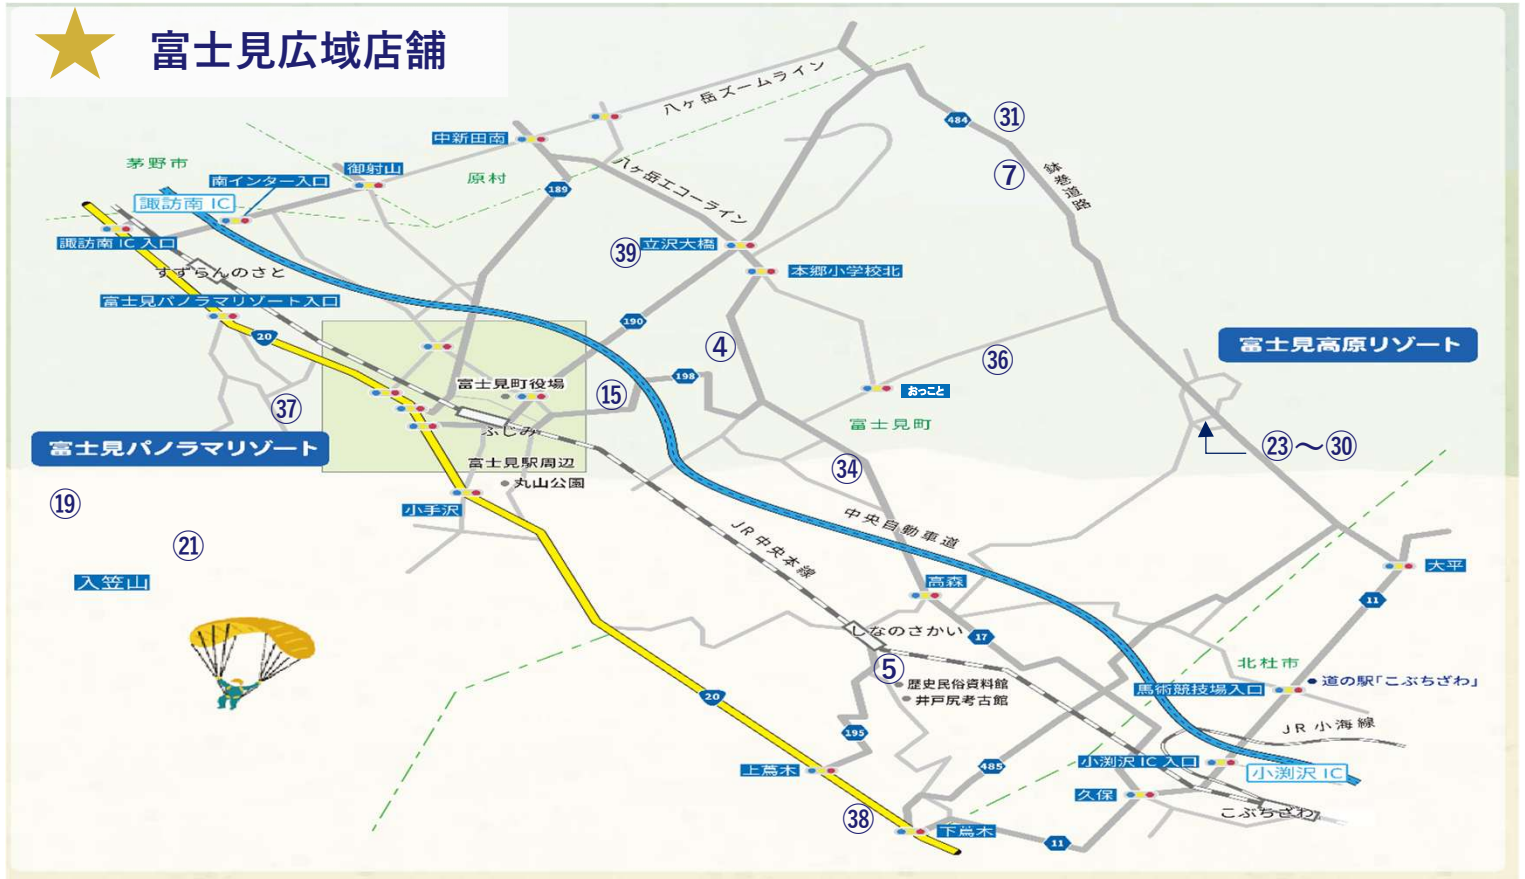 富士見広域店舗
八ヶ岳ズームライン
484
㉛
中新田南
茅野市
御射山
八ヶ岳エコーライン
⑦
鉢巻道路
南インター入口
原村
189
諏訪南 IC
諏訪南 IC 入口
㊴
立沢大橋
すずらんのさと
本郷小学校北
富士見パノラマリゾート入口
190
20
④
富士見高原リゾート
㊱
198
富士見町役場
おっこと
⑮
㊲
富士見町
ふじみ
富士見パノラマリゾート
㉓～㉚
富士見駅周辺
㉞
丸山公園
⑲
小手沢
中央自動車道
JR中央本線
㉑
大平
入笠山
高森
11
しなのさかい
17
北杜市
⑤
歴史民俗資料館
道の駅「こぶちざわ」
馬術競技場入口
20
井戸尻考古館
JR 小海線
195
小渕沢 IC 入口
485
上蔦木
小渕沢 IC
久保
㊳
こぶちざわ
下蔦木
11